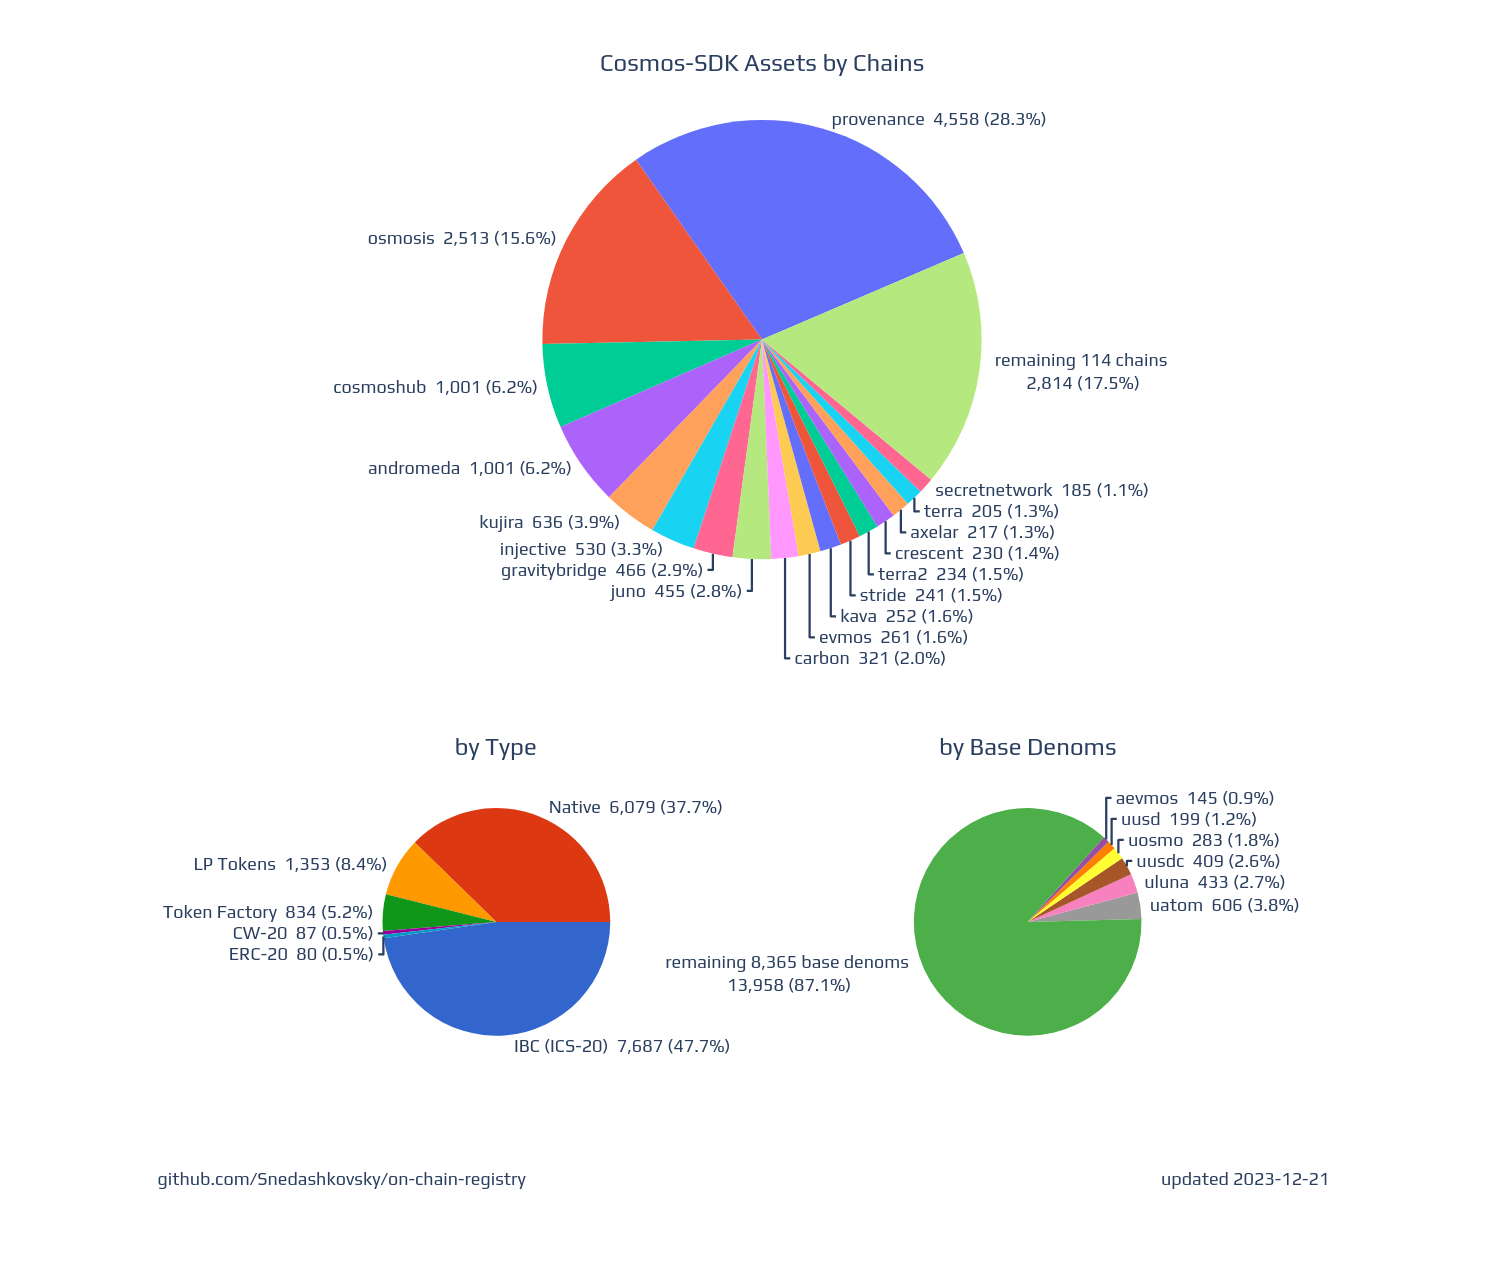 Cosmos-SDK Assets by Chains
provenance 4,558 (28.3%)
osmosis 2,513 (15.6%)
remaining 114 chains
2,814 (17.5%)
cosmoshub 1,001 (6.2%)
andromeda 1,001 (6.2%)
secretnetwork 185 (1.1%)
terra 205 (1.3%)
kujira 636 (3.9%)
axelar 217 (1.3%)
injective 530 (3.3%)
crescent 230 (1.4%)
gravitybridge 466 (2.9%)
terra2 234 (1.5%)
juno 455 (2.8%)
stride 241 (1.5%)
kava 252 (1.6%)
evmos 261 (1.6%)
carbon 321 (2.0%)
by Type
Native 6,079 (37.7%)
LP Tokens 1,353 (8.4%)
Token Factory 834 (5.2%)
CW-20 87 (0.5%)
ERC-20 80 (0.5%)
IBC (ICS-20) 7,687 (47.7%)
by Base Denoms
aevmos 145 (0.9%)
uusd 199 (1.2%)
uosmo 283 (1.8%)
uusdc 409 (2.6%)
uluna 433 (2.7%)
uatom 606 (3.8%)
remaining 8,365 base denoms
13,958 (87.1%)
github.com/Snedashkovsky/on-chain-registry
updated 2023-12-21